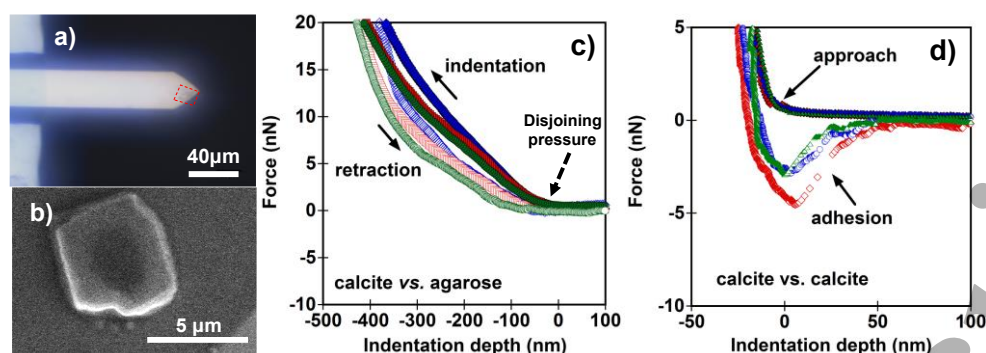 a)
40µm
b)
5 µm
c)
20
15
10
5
0
-5
-10
Force (nN)
indentation
retraction
Disjoining
pressure
calcite vs. agarose
-500 -400 -300 -200 -100 0 100
Indentation depth (nm)
d)
5
0
-5
-10
Force (nN)
approach
adhesion
calcite vs. calcite
-50 0 50 100
Indentation depth (nm)